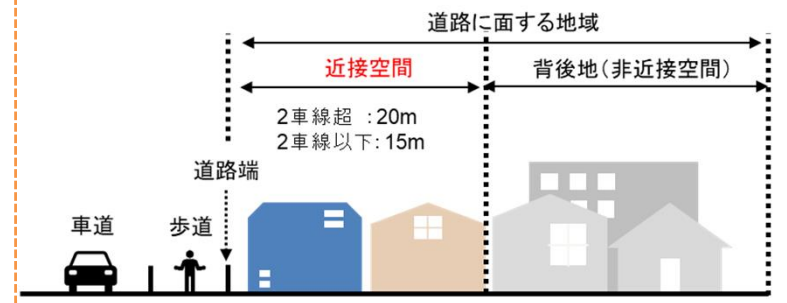 道路に面する地域
近接空間
背後地(非近接空間)
2車線超 :20m
2車線以下:15m
道路端
車道
歩道